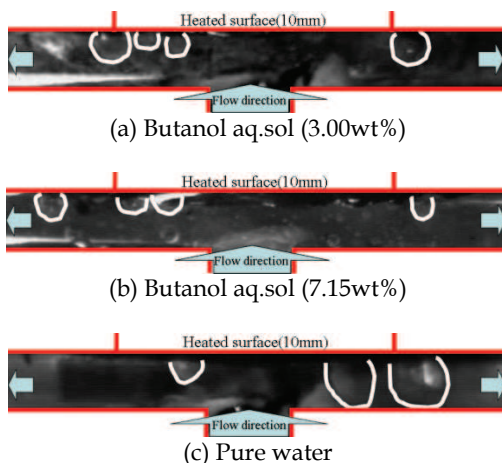 Heated surface(10mm)
Flow direction
(a) Butanol aq.sol (3.00wt%)
Heated surface(10mm)
Flow direction
(b) Butanol aq.sol (7.15wt%)
Heated surface(10mm)
Flow direction
(c) Pure water